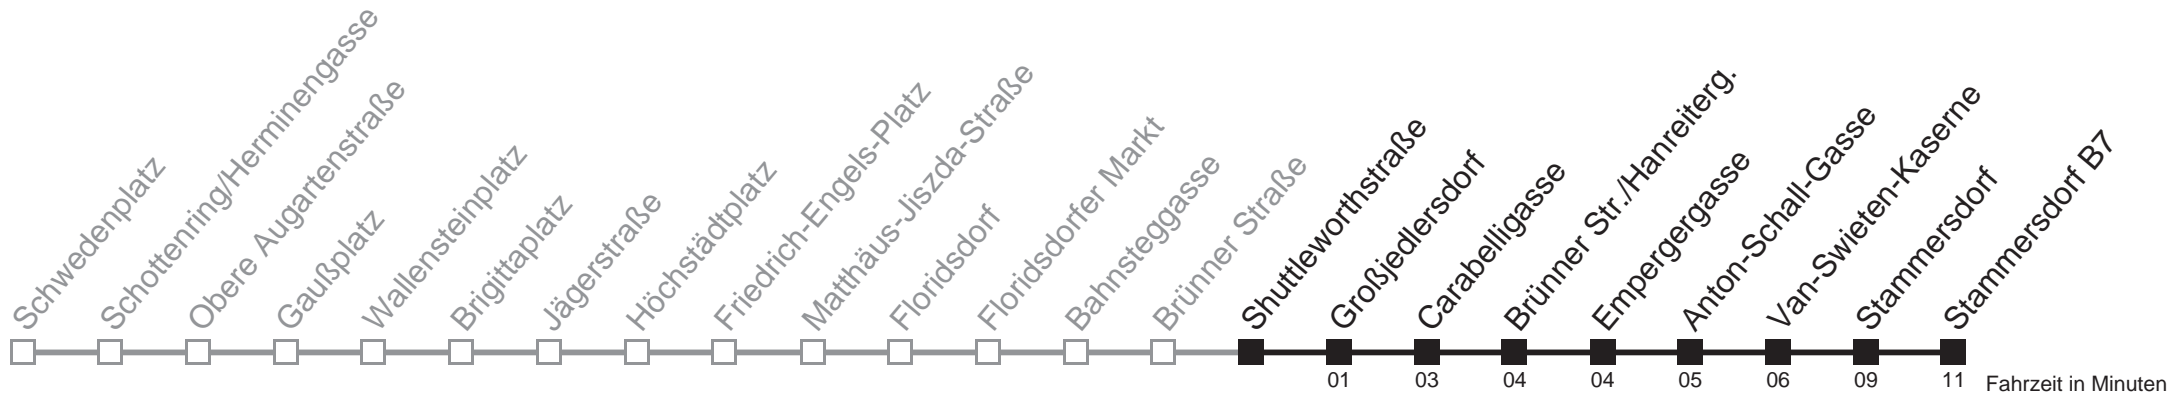 Schwedenplatz
Schottenring/Herminengasse
Obere Augartenstraße
Gaußplatz
Wallensteinplatz
Brigittaplatz
Jägerstraße
Höchstädtplatz
Friedrich-Engels-Platz
Matthäus-Jiszda-Straße
Floridsdorf
Floridsdorfer Markt
Bahnsteggasse
Brünner Straße
Shuttleworthstraße
Großjedlersdorf
Carabelligasse
Brünner Str./Hanreiterg.
Empergergasse
Anton-Schall-Gasse
Van-Swieten-Kaserne
Stammersdorf
Stammersdorf B7
01 03 04 04 05 06 09 11 Fahrzeit in Minuten